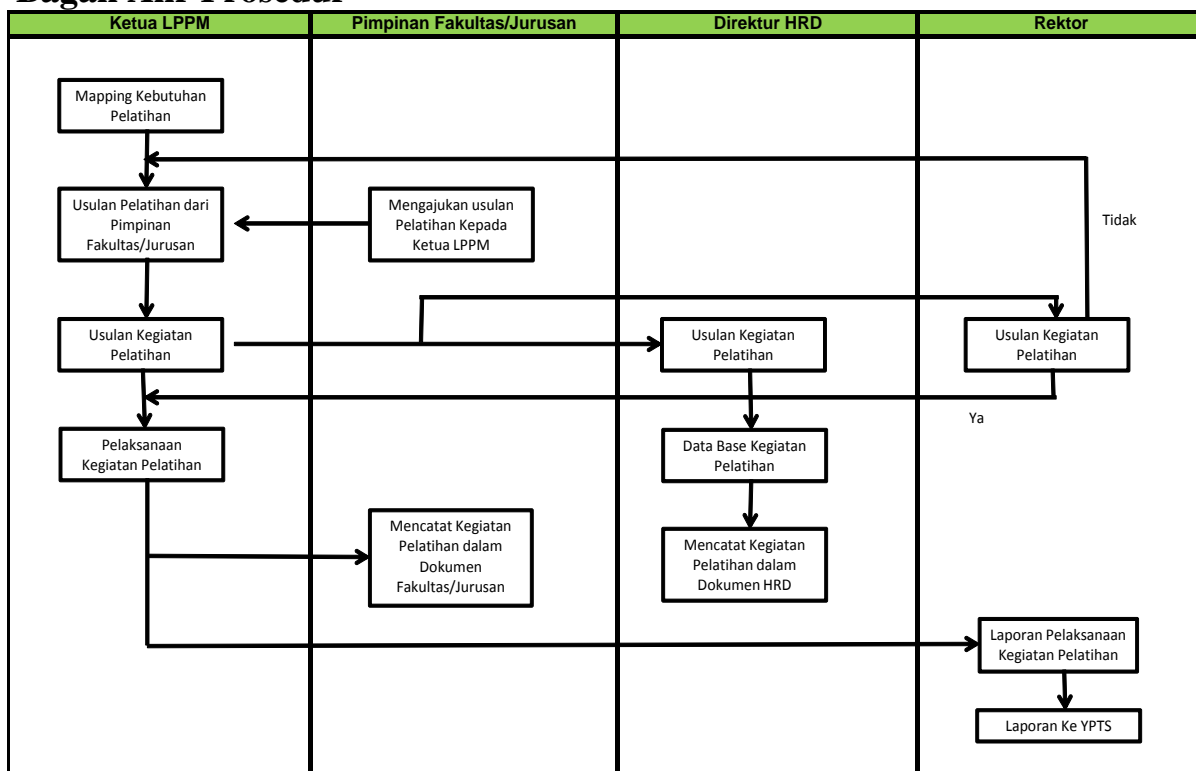 Bagan Alir Prosedur
Ketua LPPM
Pimpinan Fakultas/Jurusan
Direktur HRD
Rektor
Mapping Kebutuhan
Pelatihan
Usulan Pelatihan dari
Pimpinan
Fakultas/Jurusan
Mengajukan usulan
Pelatihan Kepada
Ketua LPPM
Tidak
Usulan Kegiatan
Pelatihan
Usulan Kegiatan
Pelatihan
Usulan Kegiatan
Pelatihan
Ya
Pelaksanaan
Kegiatan Pelatihan
Data Base Kegiatan
Pelatihan
Mencatat Kegiatan
Pelatihan dalam
Dokumen
Fakultas/Jurusan
Mencatat Kegiatan
Pelatihan dalam
Dokumen HRD
Laporan Pelaksanaan
Kegiatan Pelatihan
Laporan Ke YPTS